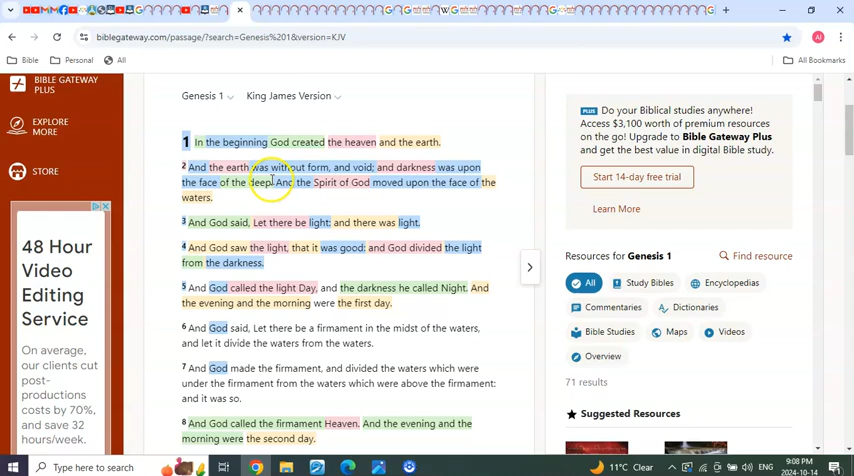 biblegateway.com/passage/?search=Genesis%201&version=KJV
Bible
Personal
All Bookmarks
BIBLE GATEWAY
PLUS
EXPLORE
MORE
STORE
48 Hour
Video
Editing
Service
On average,
our clients cut
post-
productions
costs by 70%,
and save 32
hours/week.
Genesis 1
King James Version
1 In the beginning God created the heaven and the earth.
2 And the earth was without form, and void; and darkness was upon
the face of the deep. And the Spirit of God moved upon the face of the
waters.
3 And God said, Let there be light: and there was light.
4 And God saw the light, that it was good: and God divided the light
from the darkness.
5 And God called the light Day, and the darkness he called Night. And
the evening and the morning were the first day.
6 And God said, Let there be a firmament in the midst of the waters,
and let it divide the waters from the waters.
7 And God made the firmament, and divided the waters which were
under the firmament from the waters which were above the firmament:
and it was so.
8 And God called the firmament Heaven. And the evening and the
morning were the second day.
PLUS Do your Biblical studies anywhere!
Access $3,100 worth of premium resources
on the go! Upgrade to Bible Gateway Plus
and get the best value in digital Bible study.
Start 14-day free trial
Learn More
Resources for Genesis 1
Find resource
All
Study Bibles
Encyclopedias
Commentaries
Dictionaries
Bible Studies
Maps
Videos
Overview
71 results
Suggested Resources
Type here to search
11°C Clear
ENG
9:08 PM
2024-10-14